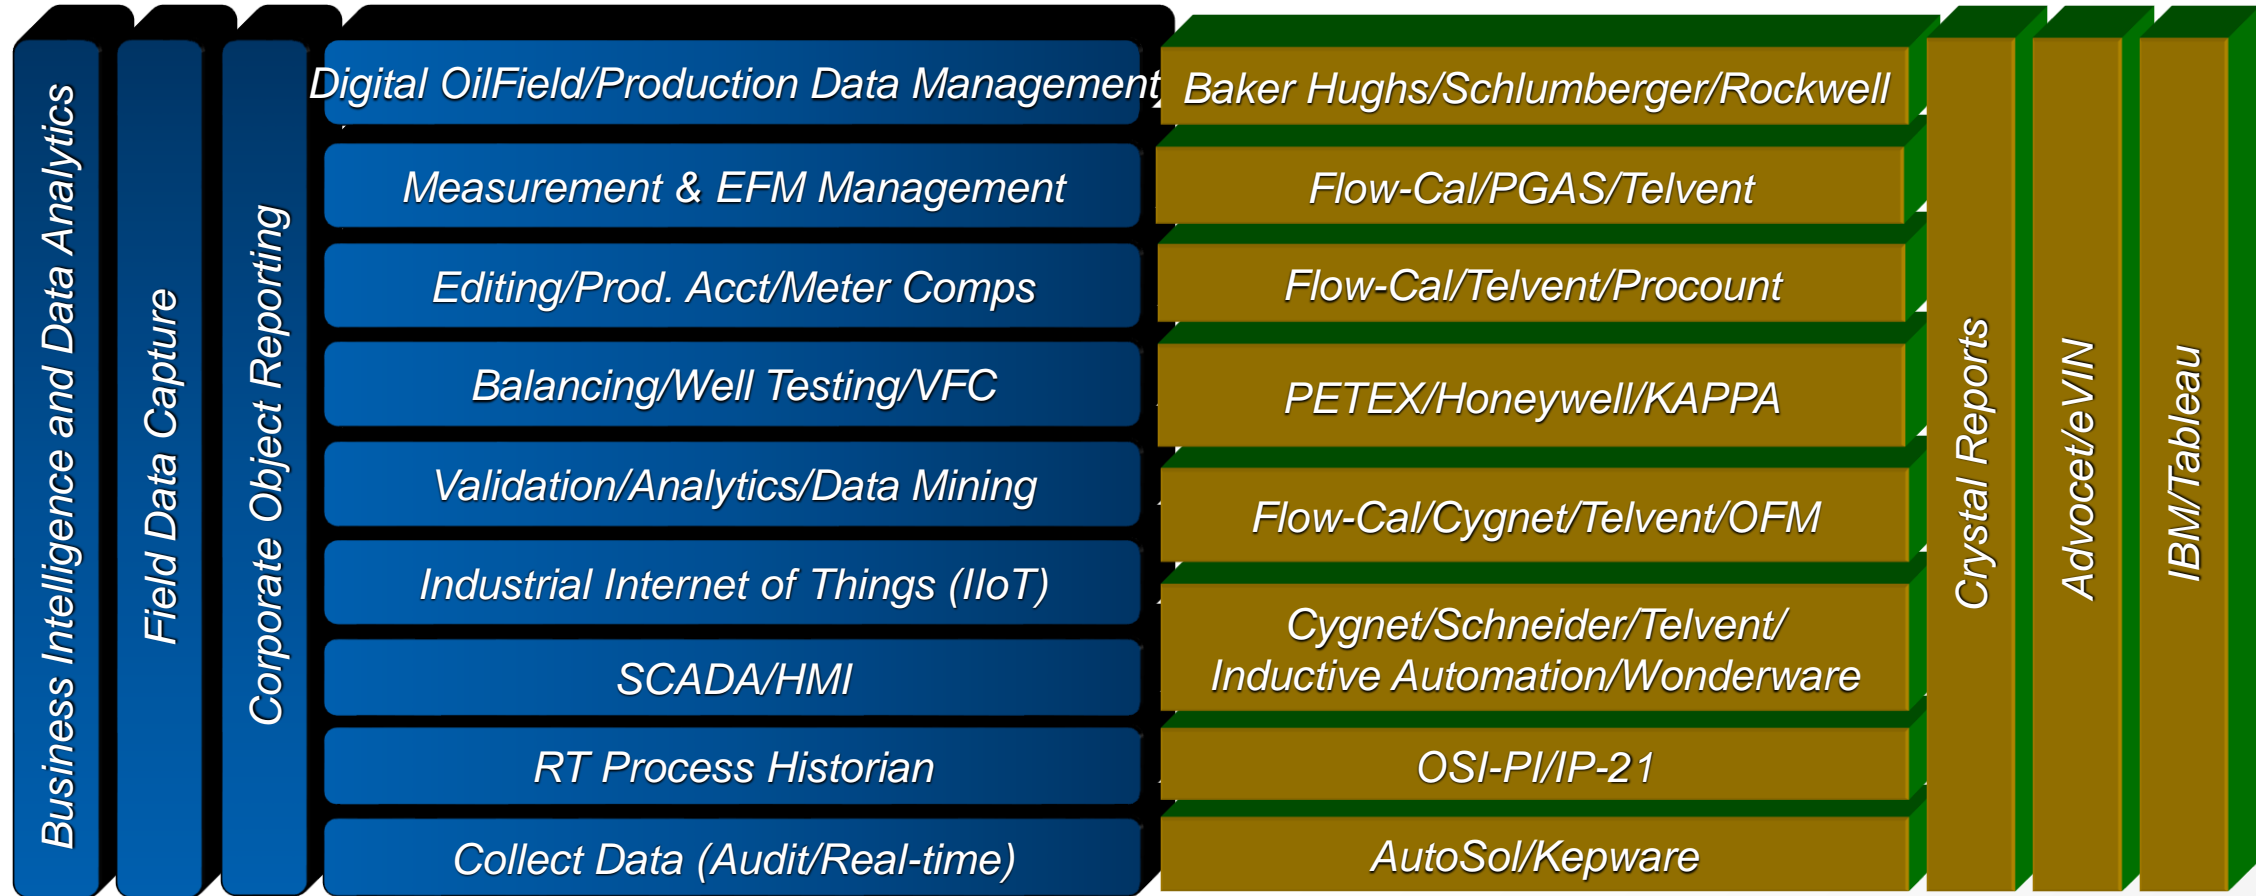 Business Intelligence and Data Analytics
Field Data Capture
Corporate Object Reporting
Digital OilField/Production Data Management
Measurement & EFM Management
Editing/Prod. Acct/Meter Comps
Balancing/Well Testing/VFC
Validation/Analytics/Data Mining
Industrial Internet of Things (IIoT)
SCADA/HMI
RT Process Historian
Collect Data (Audit/Real-time)
Baker Hughs/Schlumberger/Rockwell
Flow-Cal/PGAS/Telvent
Flow-Cal/Telvent/Procount
PETEX/Honeywell/KAPPA
Flow-Cal/Cygnet/Telvent/OFM
Cygnet/Schneider/Telvent/
Inductive Automation/Wonderware
OSI-PI/IP-21
AutoSol/Kepware
Crystal Reports
Advocet/eVIN
IBM/Tableau